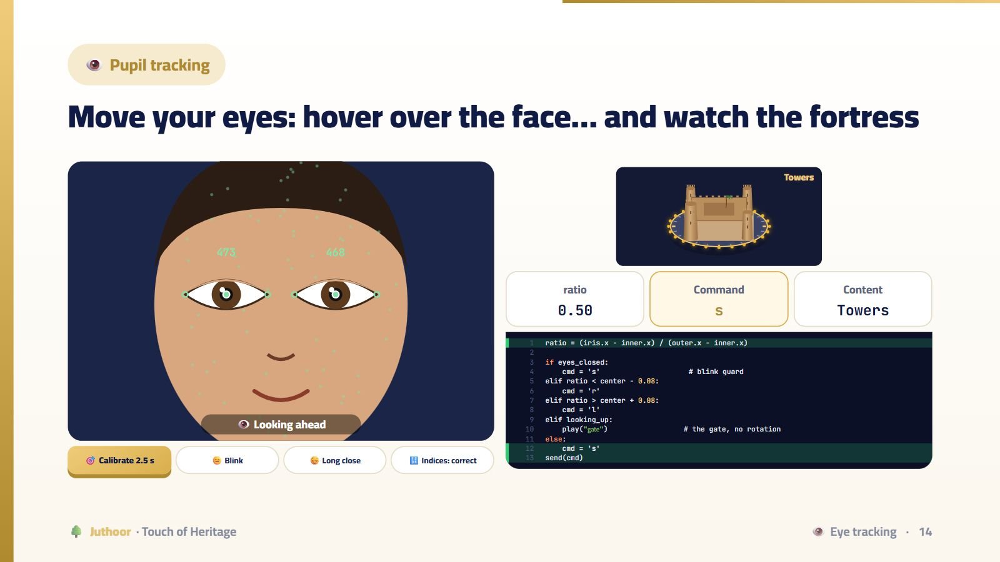 Pupil tracking
Move your eyes: hover over the face... and watch the fortress
473
468
Looking ahead
Calibrate 2.5 s
Blink
Long close
Indices: correct
Towers
ratio
0.50
Command
s
Content
Towers
1 ratio = (iris.x - inner.x) / (outer.x - inner.x)
2
3 if eyes_closed:
4     cmd = 's'                     # blink guard
5 elif ratio < center - 0.08:
6     cmd = 'r'
7 elif ratio > center + 0.08:
8     cmd = 'l'
9 elif looking_up:
10     play("gate")                  # the gate, no rotation
11 else:
12     cmd = 's'
13 send(cmd)
Juthoor · Touch of Heritage
Eye tracking · 14